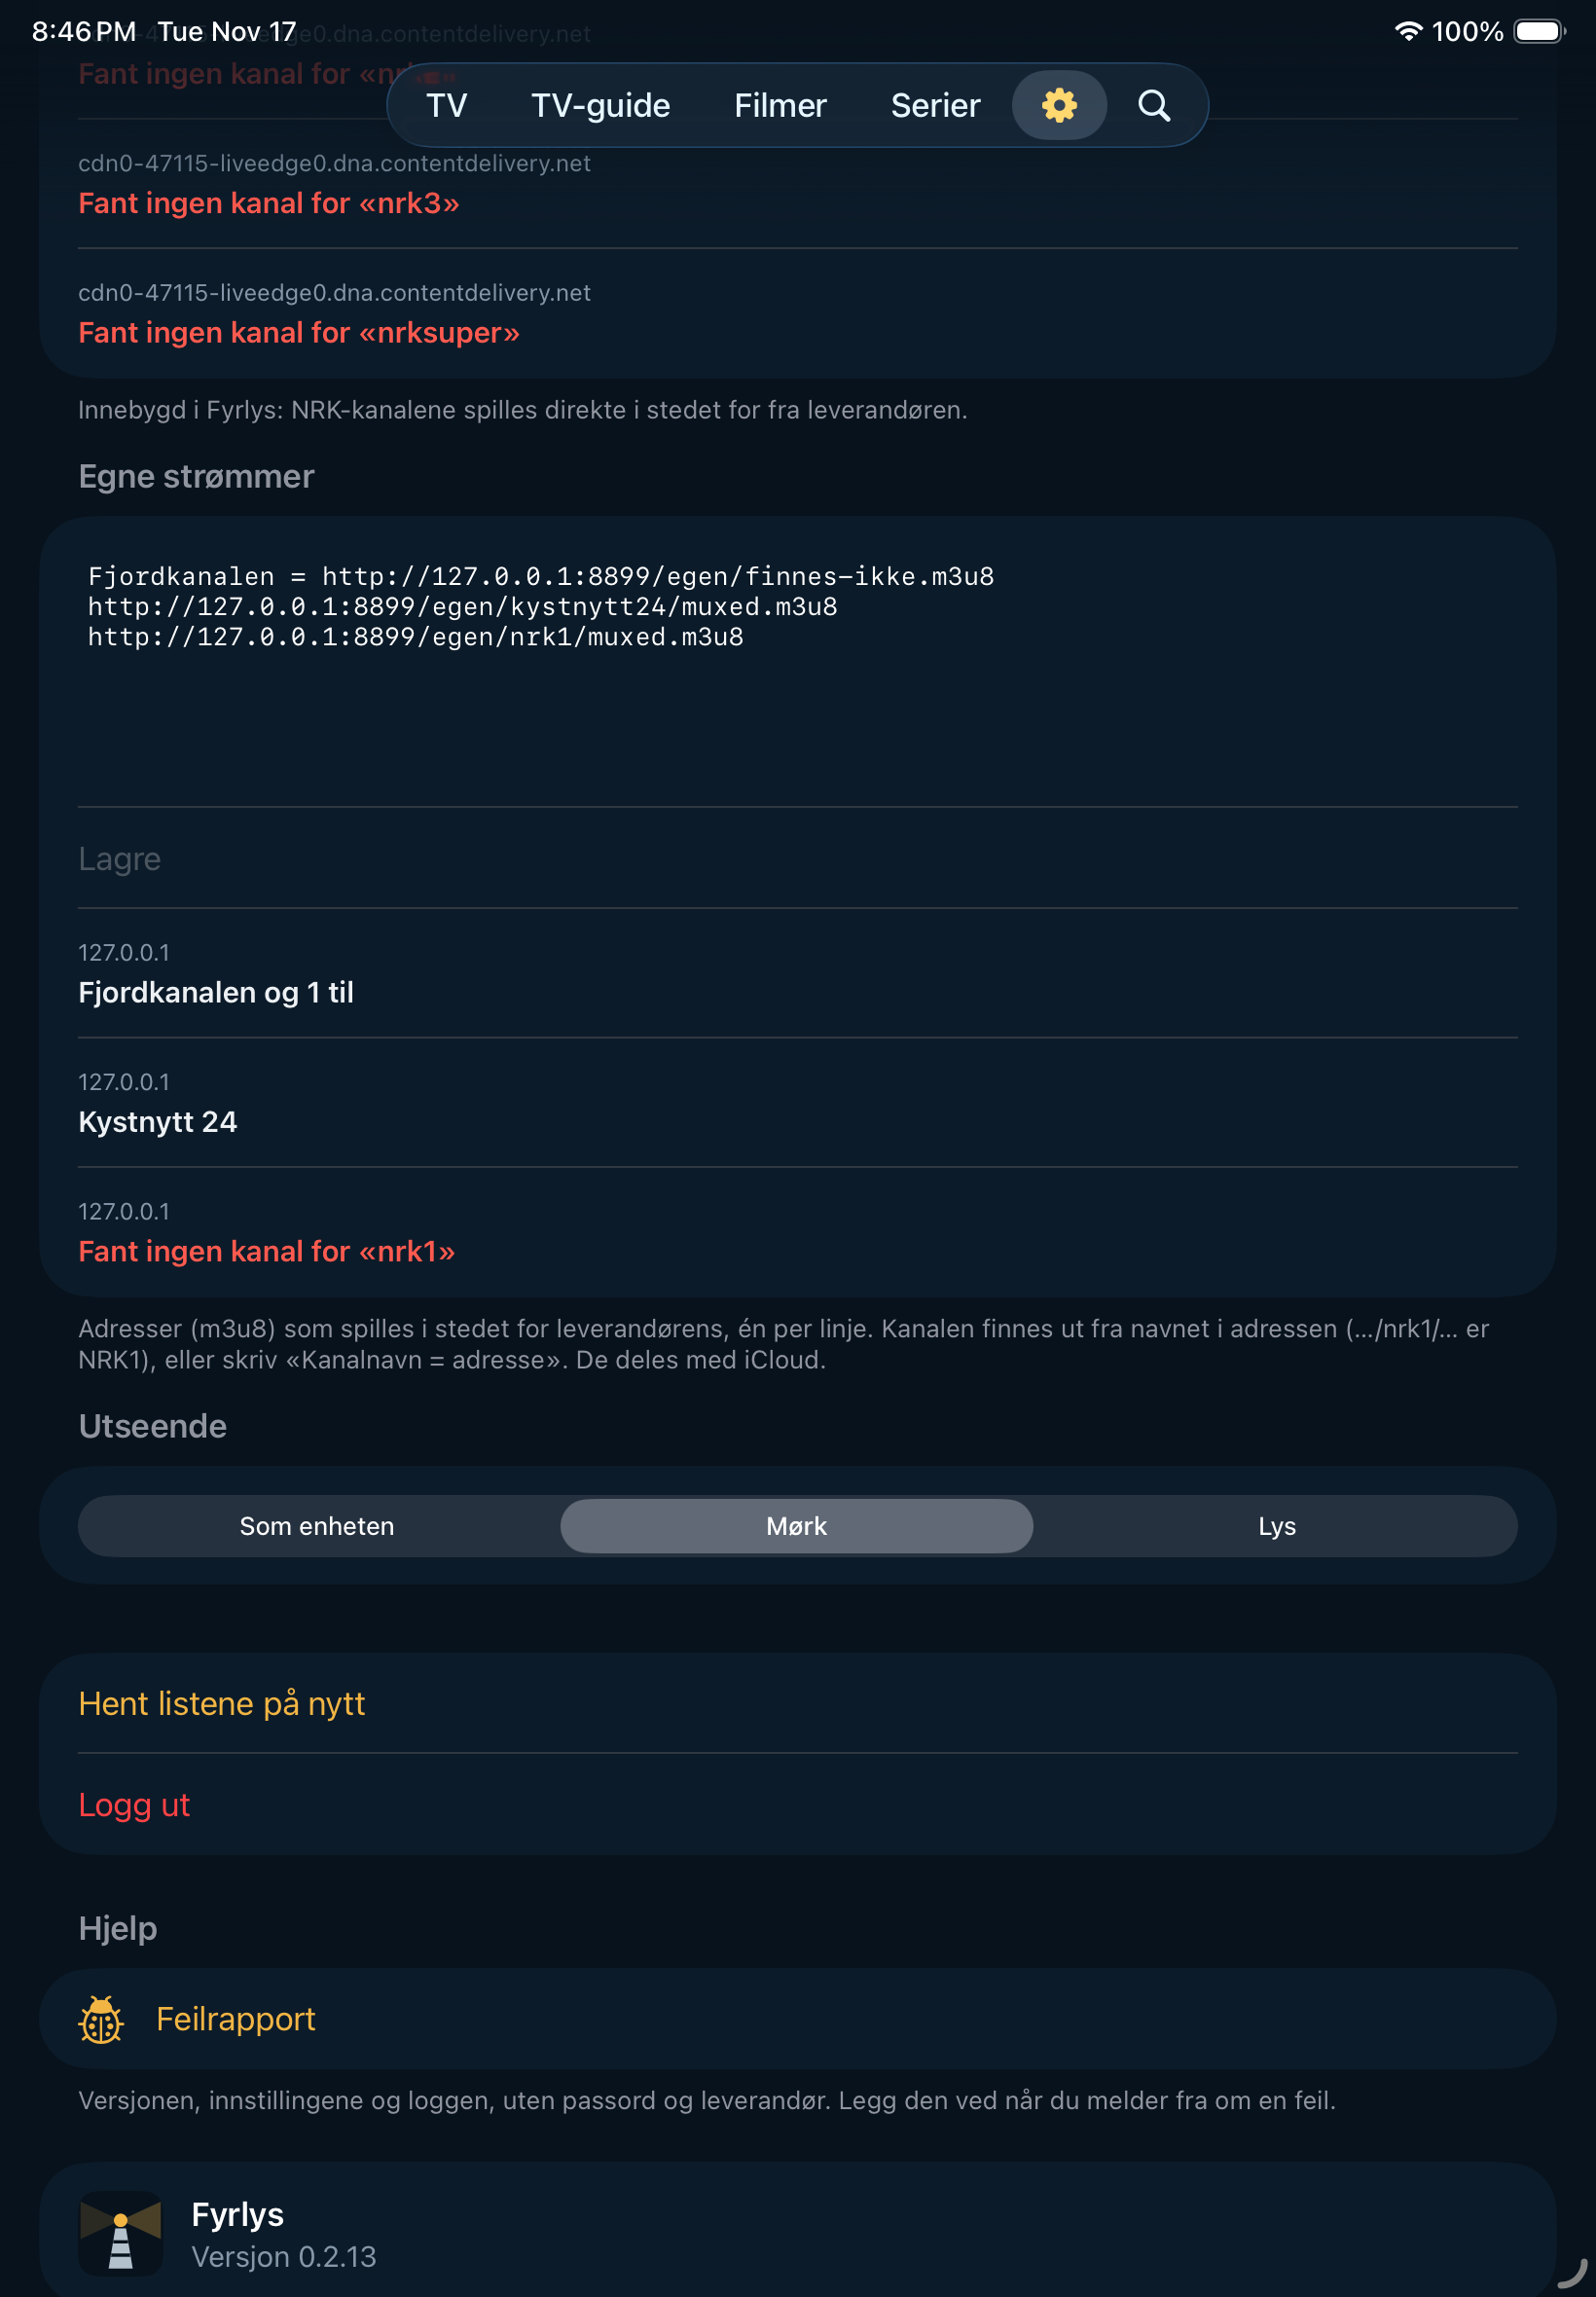 8:46 PM Tue Nov 17
100%
TV
TV-guide
Filmer
Serier
Fant ingen kanal for
cdn0-47115-liveedge0.dna.contentdelivery.net
Fant ingen kanal for «nrk3»
cdn0-47115-liveedge0.dna.contentdelivery.net
Fant ingen kanal for «nrksuper»
Innebygd i Fyrlys: NRK-kanalene spilles direkte i stedet for fra leverandøren.
Egne strømmer
Fjordkanalen = http://127.0.0.1:8899/egen/finnes-ikke.m3u8
http://127.0.0.1:8899/egen/kystnytt24/muxed.m3u8
http://127.0.0.1:8899/egen/nrk1/muxed.m3u8
Lagre
127.0.0.1
Fjordkanalen og 1 til
127.0.0.1
Kystnytt 24
127.0.0.1
Fant ingen kanal for «nrk1»
Adresser (m3u8) som spilles i stedet for leverandørens, én per linje. Kanalen finnes ut fra navnet i adressen (.../nrk1/... er
NRK1), eller skriv «Kanalnavn = adresse». De deles med iCloud.
Utseende
Som enheten
Mørk
Lys
Hent listene på nytt
Logg ut
Hjelp
Feilrapport
Versjonen, innstillingene og loggen, uten passord og leverandør. Legg den ved når du melder fra om en feil.
Fyrlys
Versjon 0.2.13